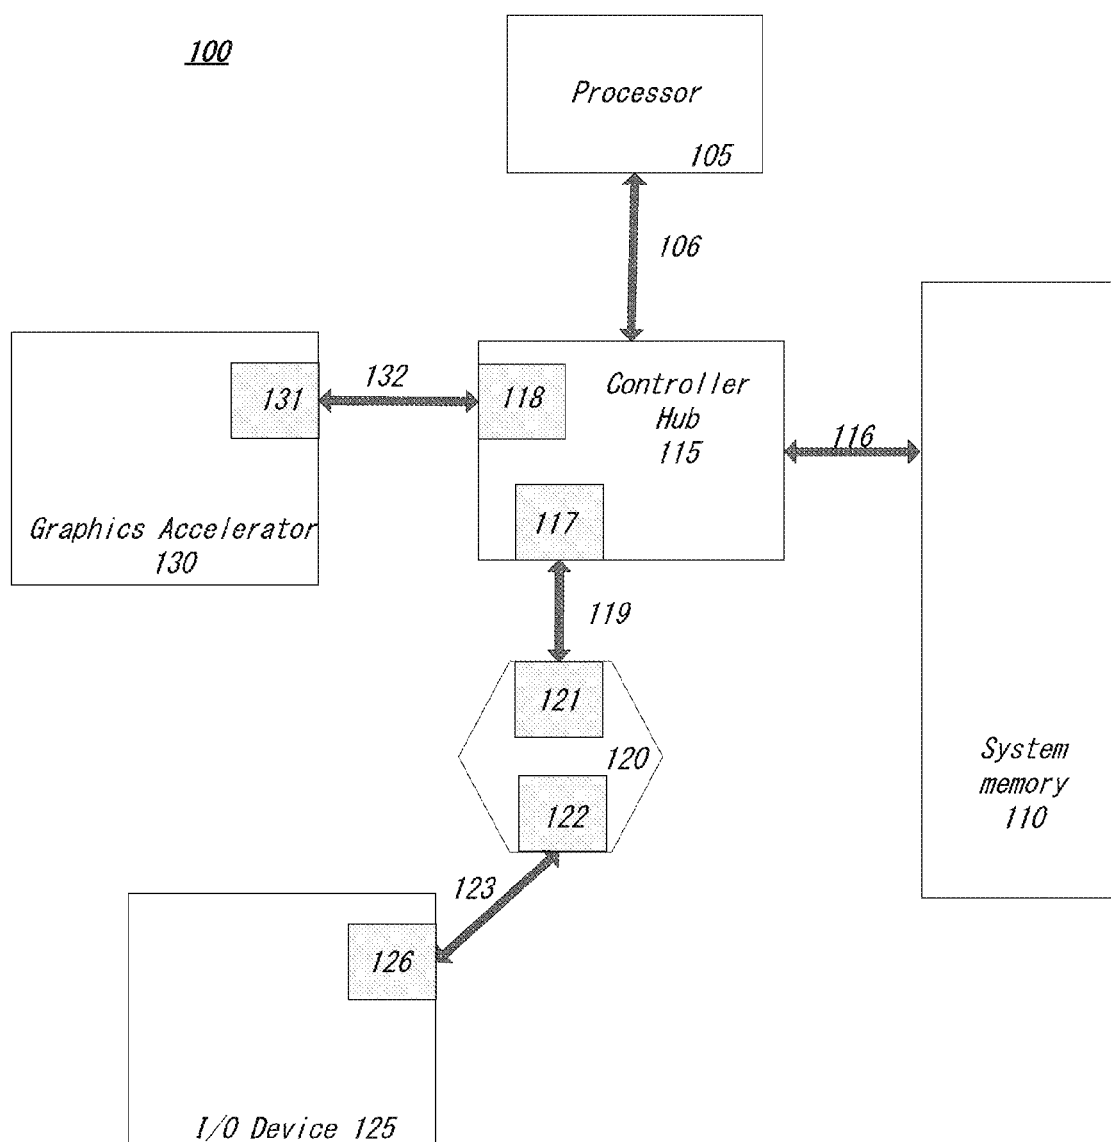 100
Processor
105
106
131
132
118
Controller
Hub
115
116
117
Graphics Accelerator
130
119
121
120
122
System
memory
110
123
126
I/O Device 125